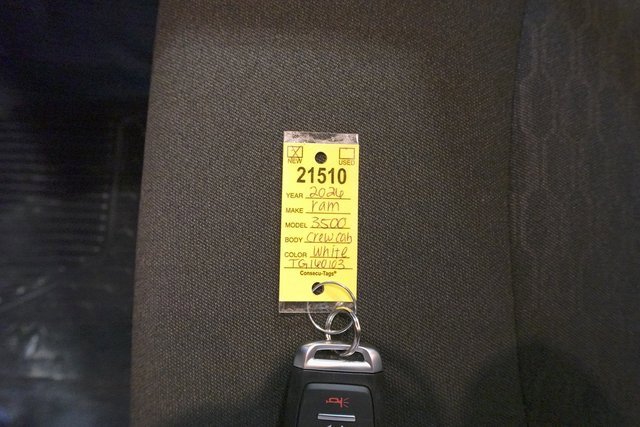 NEW USED
21510
YEAR 2026
MAKE ram
MODEL 3500
BODY crew cab
COLOR White
TG160103
Consecu-Tags®